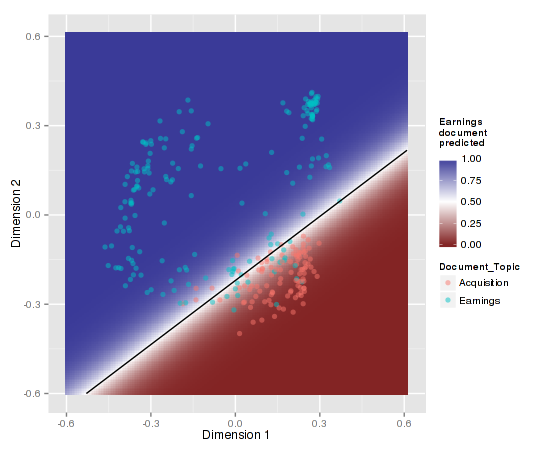 0.6
0.3
0.0
-0.3
-0.6
Dimension 2
-0.6 -0.3 0.0 0.3 0.6
Dimension 1
Earnings
document
predicted
1.00
0.75
0.50
0.25
0.00
Document_Topic
Acquisition
Earnings